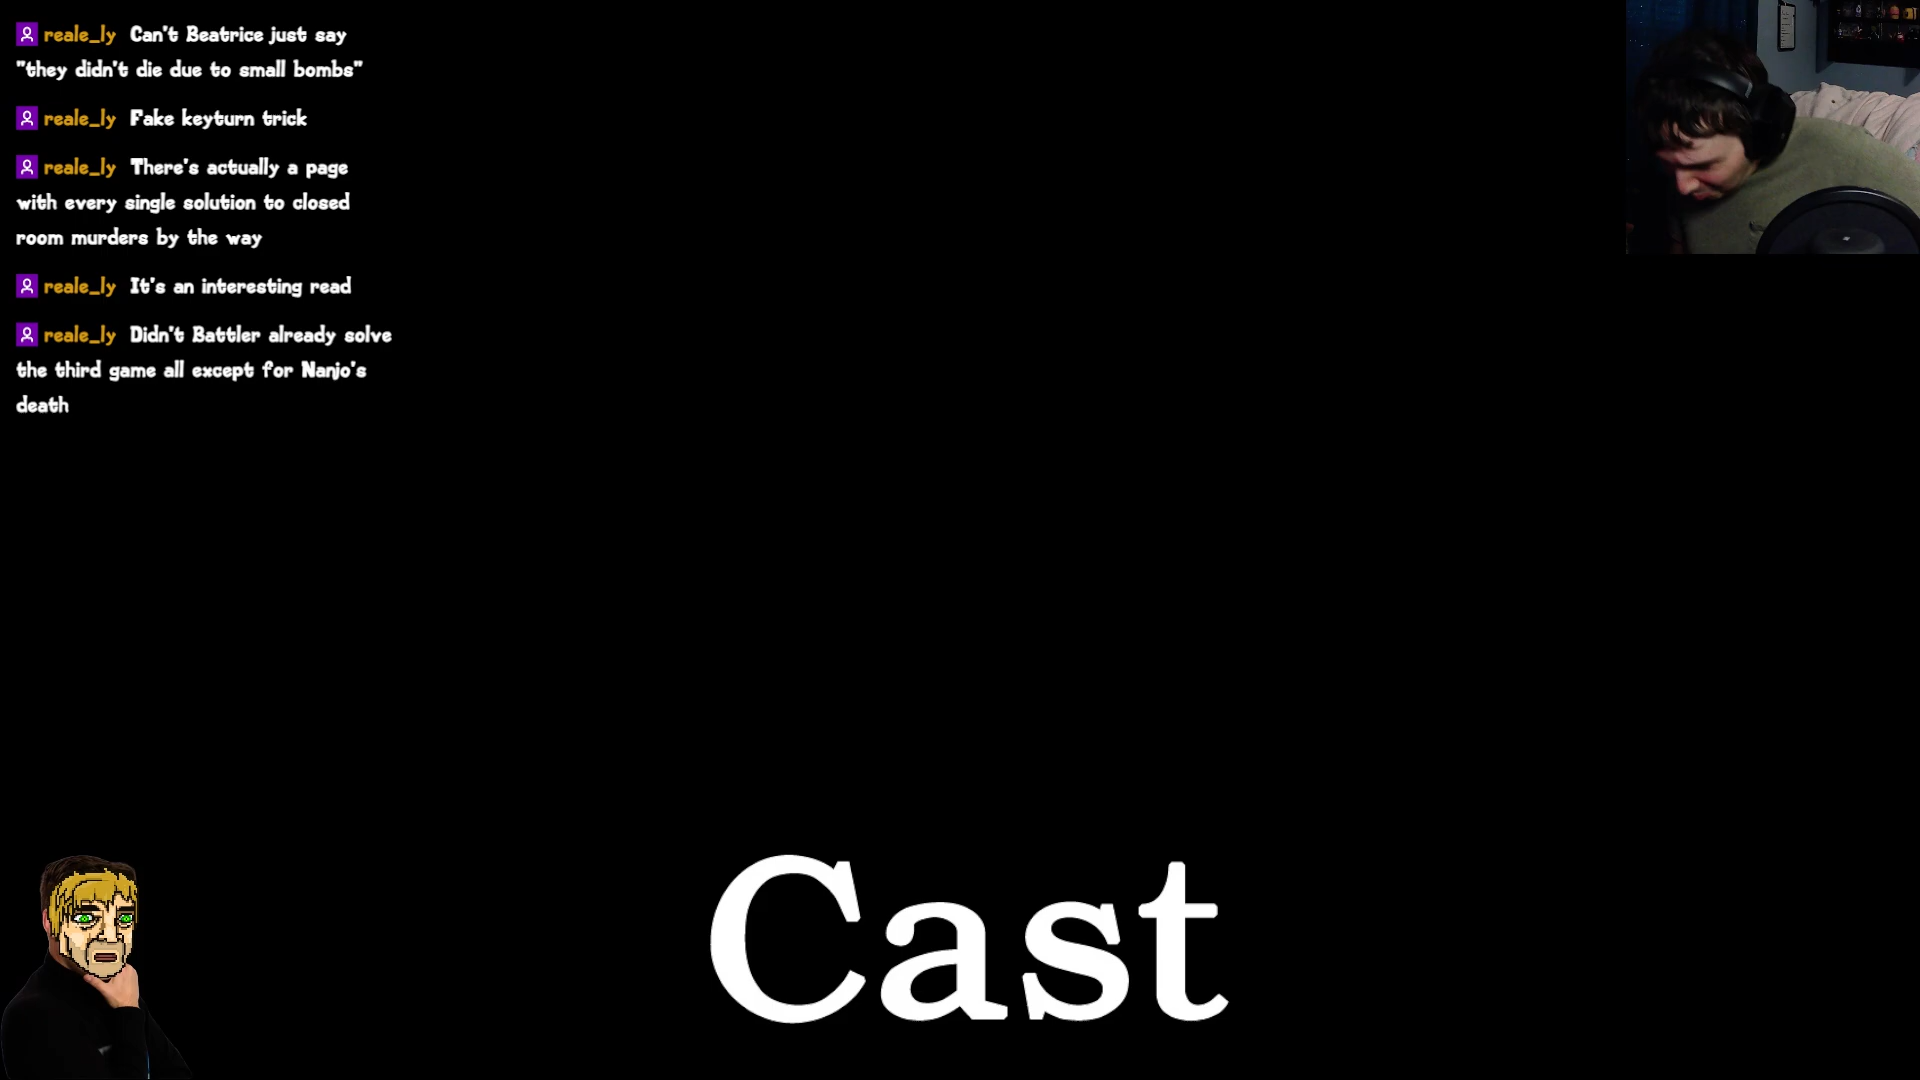 reale_ly Can't Beatrice just say
"they didn't die due to small bombs"
reale_ly Fake keyturn trick
reale_ly There's actually a page
with every single solution to closed
room murders by the way
reale_ly It's an interesting read
reale_ly Didn't Battler already solve
the third game all except for Nanjo's
death
Cast